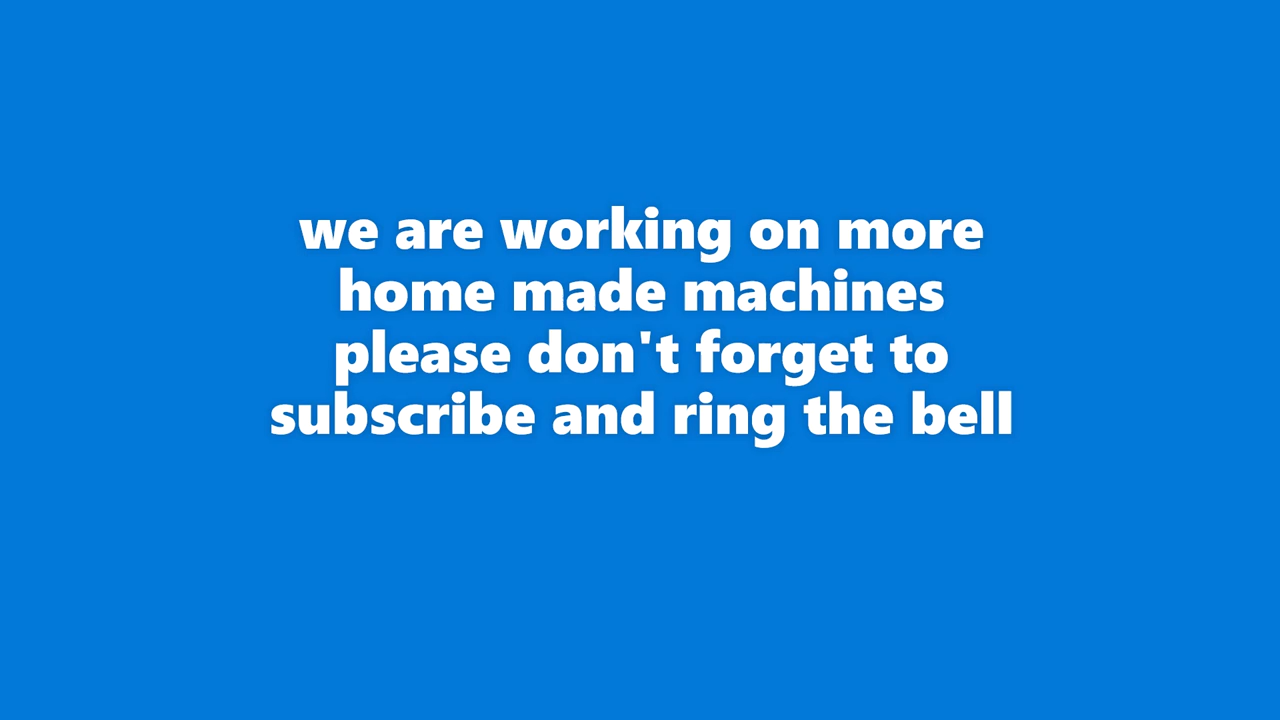 we are working on more
home made machines
please don't forget to
subscribe and ring the bell